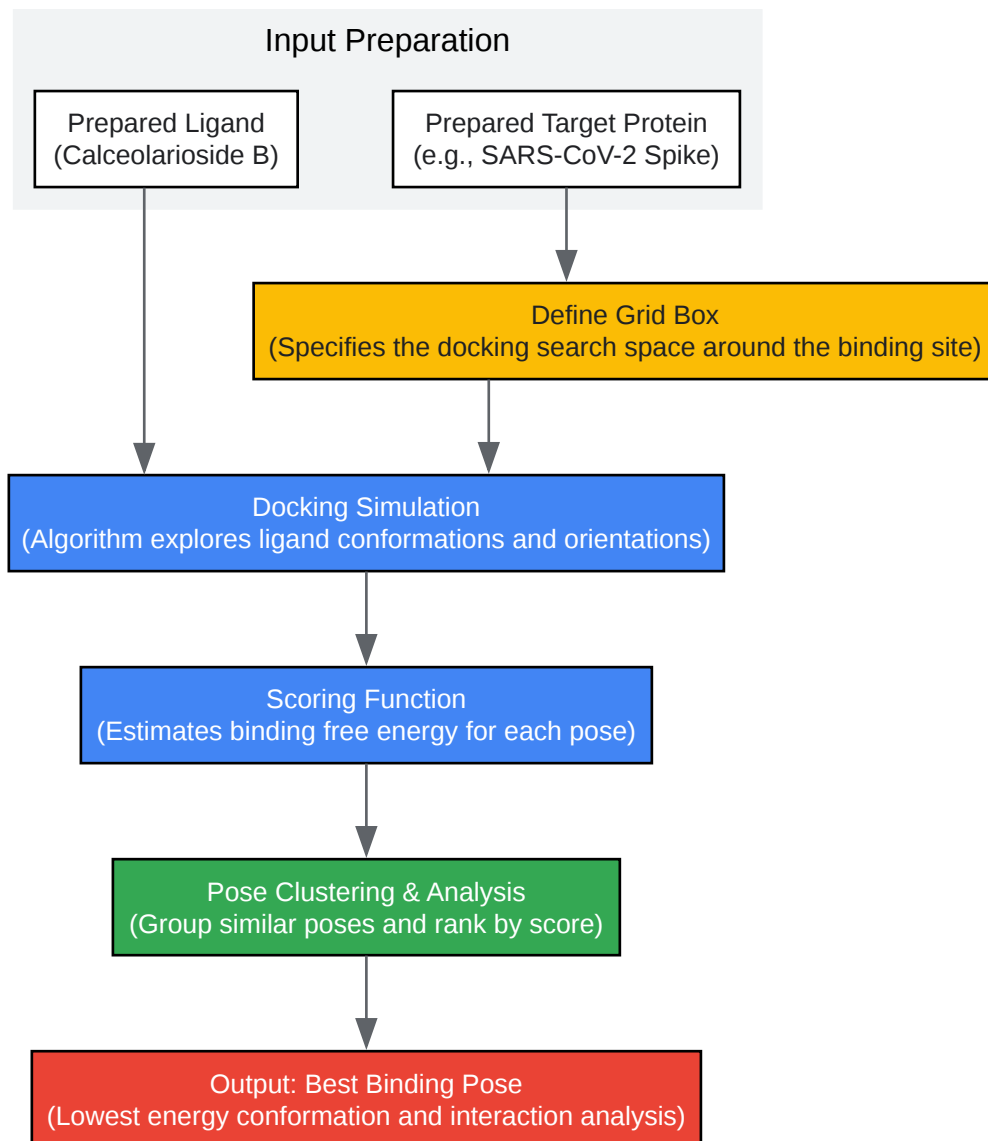 Input Preparation
Prepared Ligand
(Calceolarioside B)
Prepared Target Protein
(e.g., SARS-CoV-2 Spike)
Define Grid Box
(Specifies the docking search space around the binding site)
Docking Simulation
(Algorithm explores ligand conformations and orientations)
Scoring Function
(Estimates binding free energy for each pose)
Pose Clustering & Analysis
(Group similar poses and rank by score)
Output: Best Binding Pose
(Lowest energy conformation and interaction analysis)